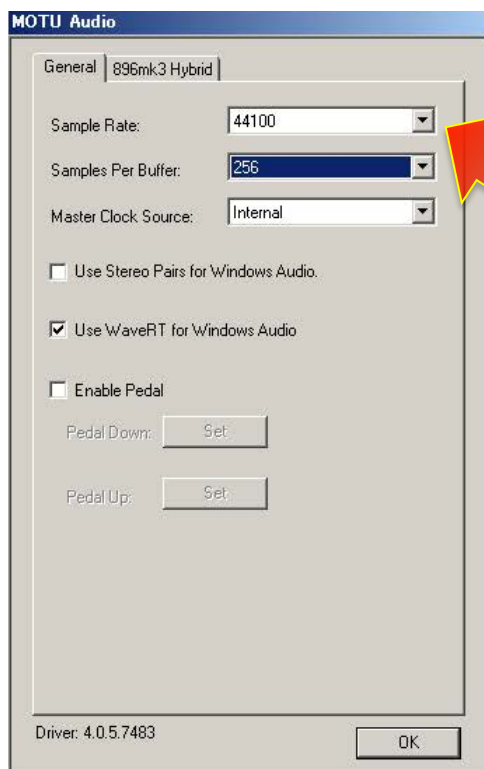 MOTU Audio
General 896mk3 Hybrid
Sample Rate: 44100
Samples Per Buffer: 256
Master Clock Source: Internal
Use Stereo Pairs for Windows Audio.
Use WaveRT for Windows Audio
Enable Pedal
Pedal Down: Set
Pedal Up: Set
Driver: 4.0.5.7483 OK